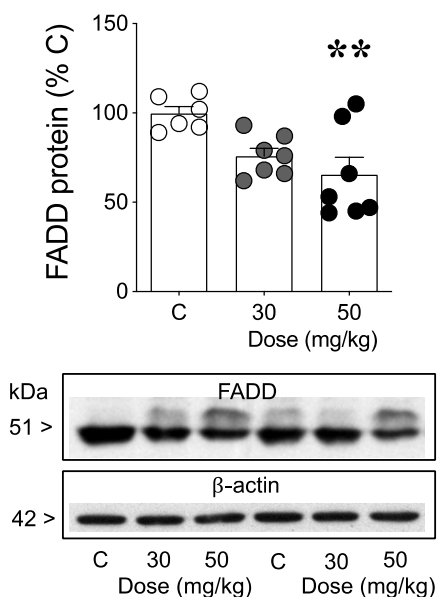 FADD protein (% C)
150
100
50
0
**
C 30 50
Dose (mg/kg)
kDa
FADD
51 >
β-actin
42 >
C 30 50 C 30 50
Dose (mg/kg) Dose (mg/kg)